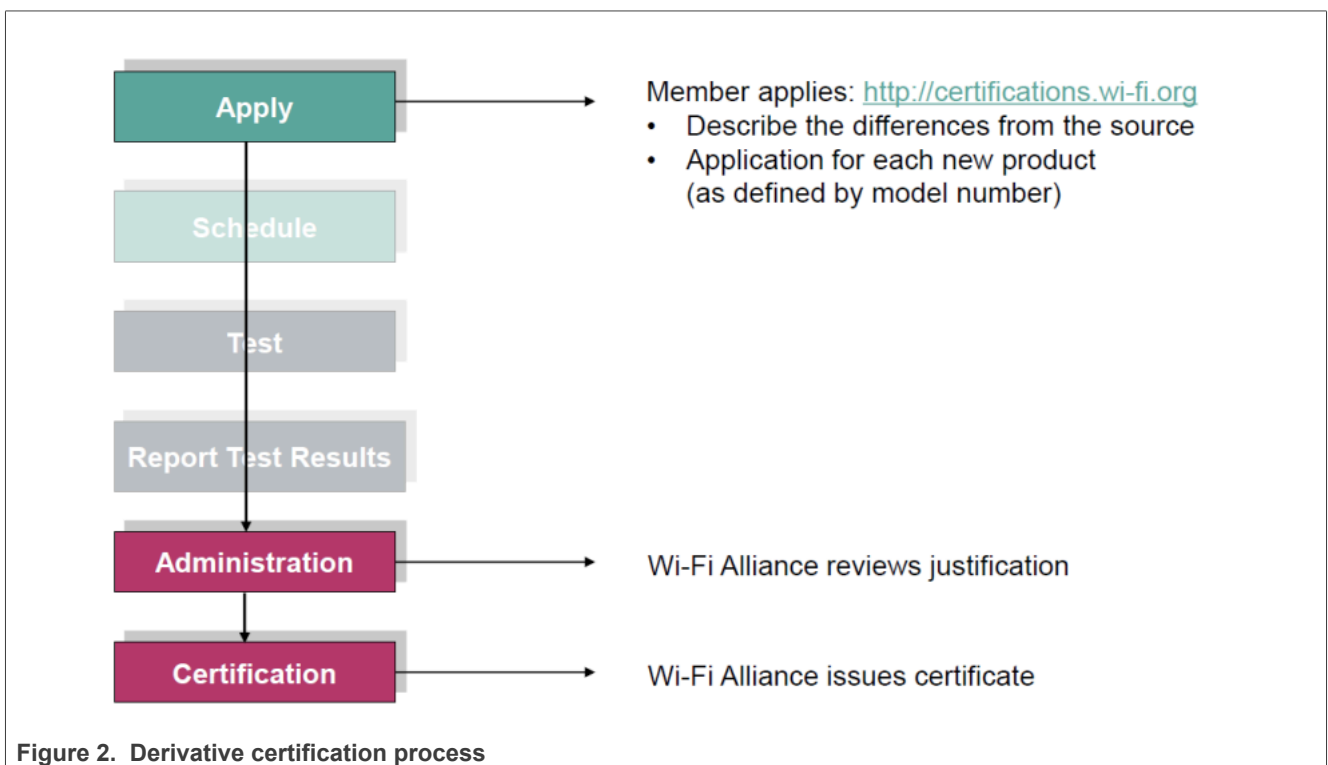 Apply
Member applies: http://certifications.wi-fi.org
• Describe the differences from the source
• Application for each new product
(as defined by model number)
Schedule
Test
Report Test Results
Administration
Wi-Fi Alliance reviews justification
Certification
Wi-Fi Alliance issues certificate
Figure 2. Derivative certification process